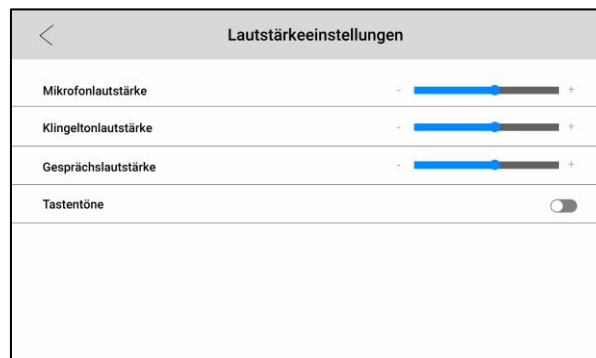 Lautstärkeeinstellungen
Mikrofonlautstärke - +
Klingeltonlautstärke - +
Gesprächslautstärke - +
Tastentöne